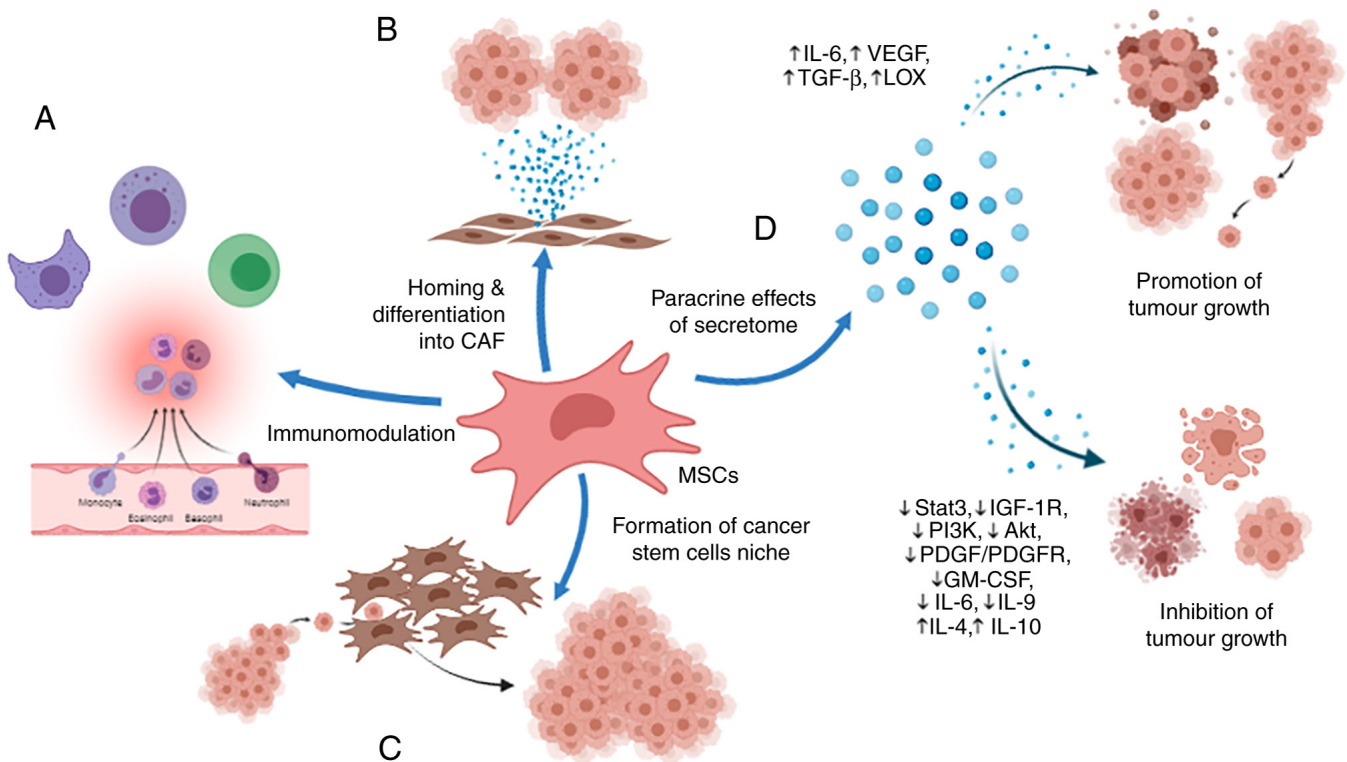 A
Monocyte
Eosinophil
Basophil
Neutrophil
Immunomodulation
B
Homing &
differentiation
into CAF
MSCs
Formation of cancer
stem cells niche
C
Paracrine effects
of secretome
D
↑IL-6,↑ VEGF,
↑TGF-β,↑LOX
Promotion of
tumour growth
↓Stat3,↓IGF-1R,
↓PI3K, ↓ Akt,
↓PDGF/PDGFR,
↓GM-CSF,
↓IL-6, ↓IL-9
↑IL-4,↑ IL-10
Inhibition of
tumour growth